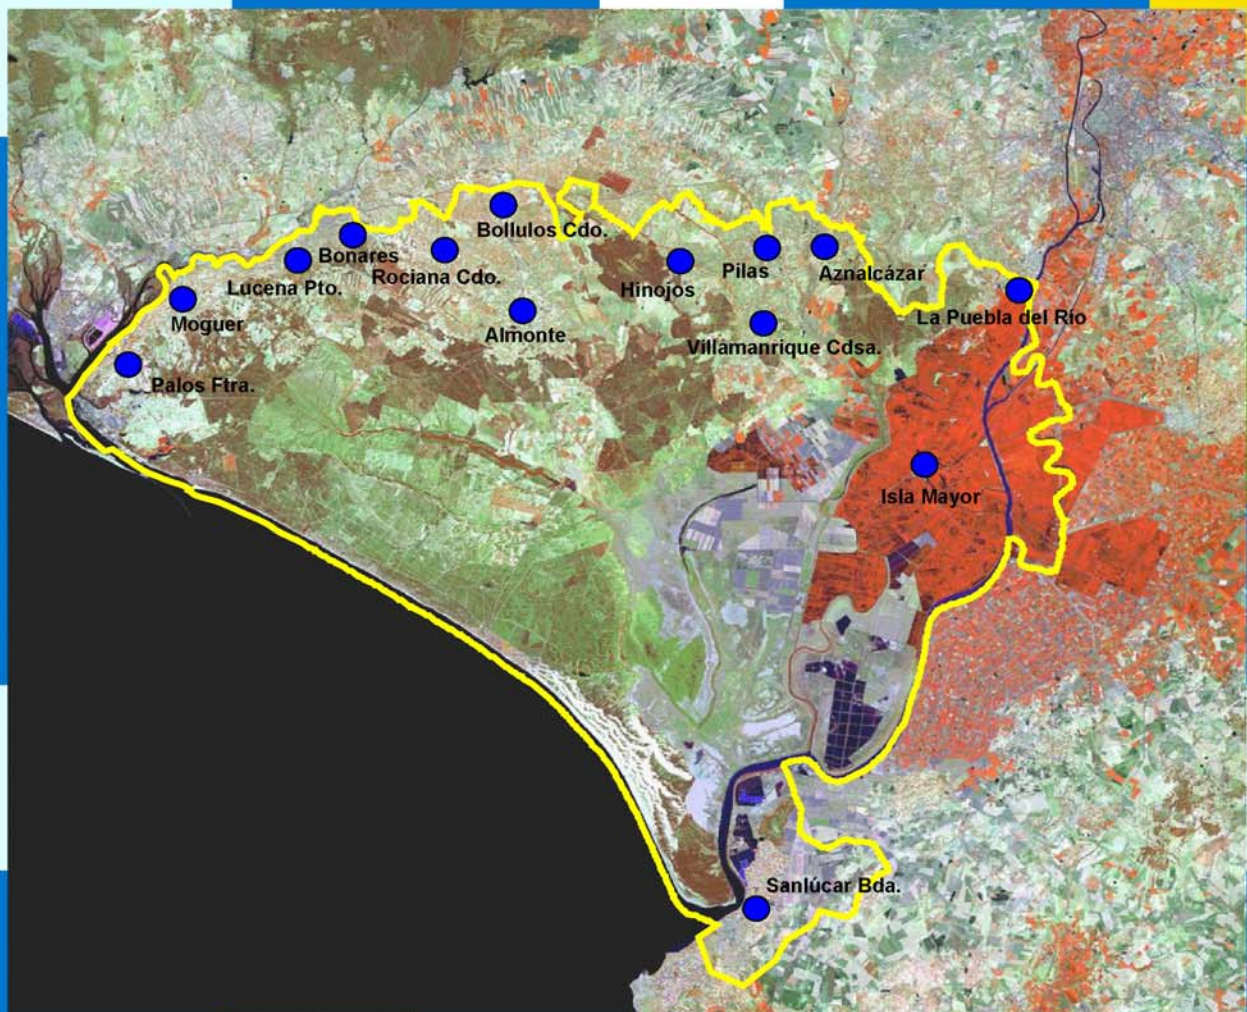 Bollulos Cdo.
Bonares
Rociana Cdo.
Lucena Pto.
Hinojos
Pilas
Aznalcázar
Moguer
Almonte
Villamanrique Cdsa.
La Puebla del Río
Palos Ftra.
Isla Mayor
Sanlúcar Bda.